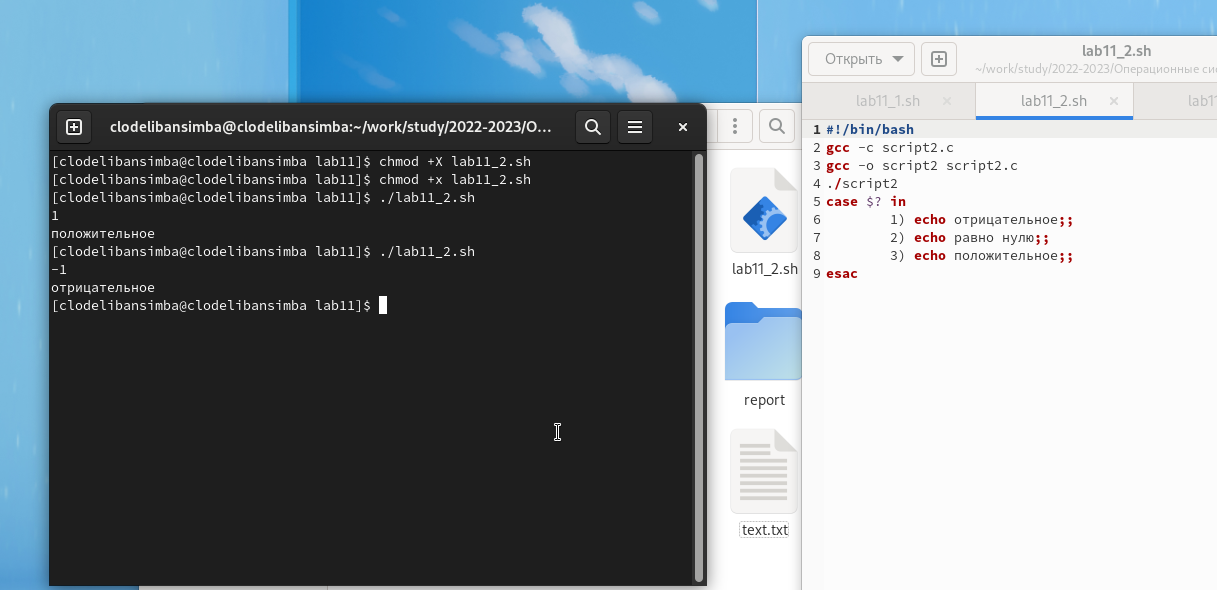 clodelibansimba@clodelibansimba:~/work/study/2022-2023/O...
[clodelibansimba@clodelibansimba lab11]$ chmod +X lab11_2.sh
[clodelibansimba@clodelibansimba lab11]$ chmod +x lab11_2.sh
[clodelibansimba@clodelibansimba lab11]$ ./lab11_2.sh
1
положительное
[clodelibansimba@clodelibansimba lab11]$ ./lab11_2.sh
-1
отрицательное
[clodelibansimba@clodelibansimba lab11]$
lab11_2.sh
report
text.txt
Открыть
lab11_2.sh
~/work/study/2022-2023/Операционные си
lab11_1.sh
lab11_2.sh
lab11
1 #!/bin/bash
2 gcc -c script2.c
3 gcc -o script2 script2.c
4 ./script2
5 case $? in
6 1) echo отрицательное;;
7 2) echo равно нулю;;
8 3) echo положительное;;
9 esac